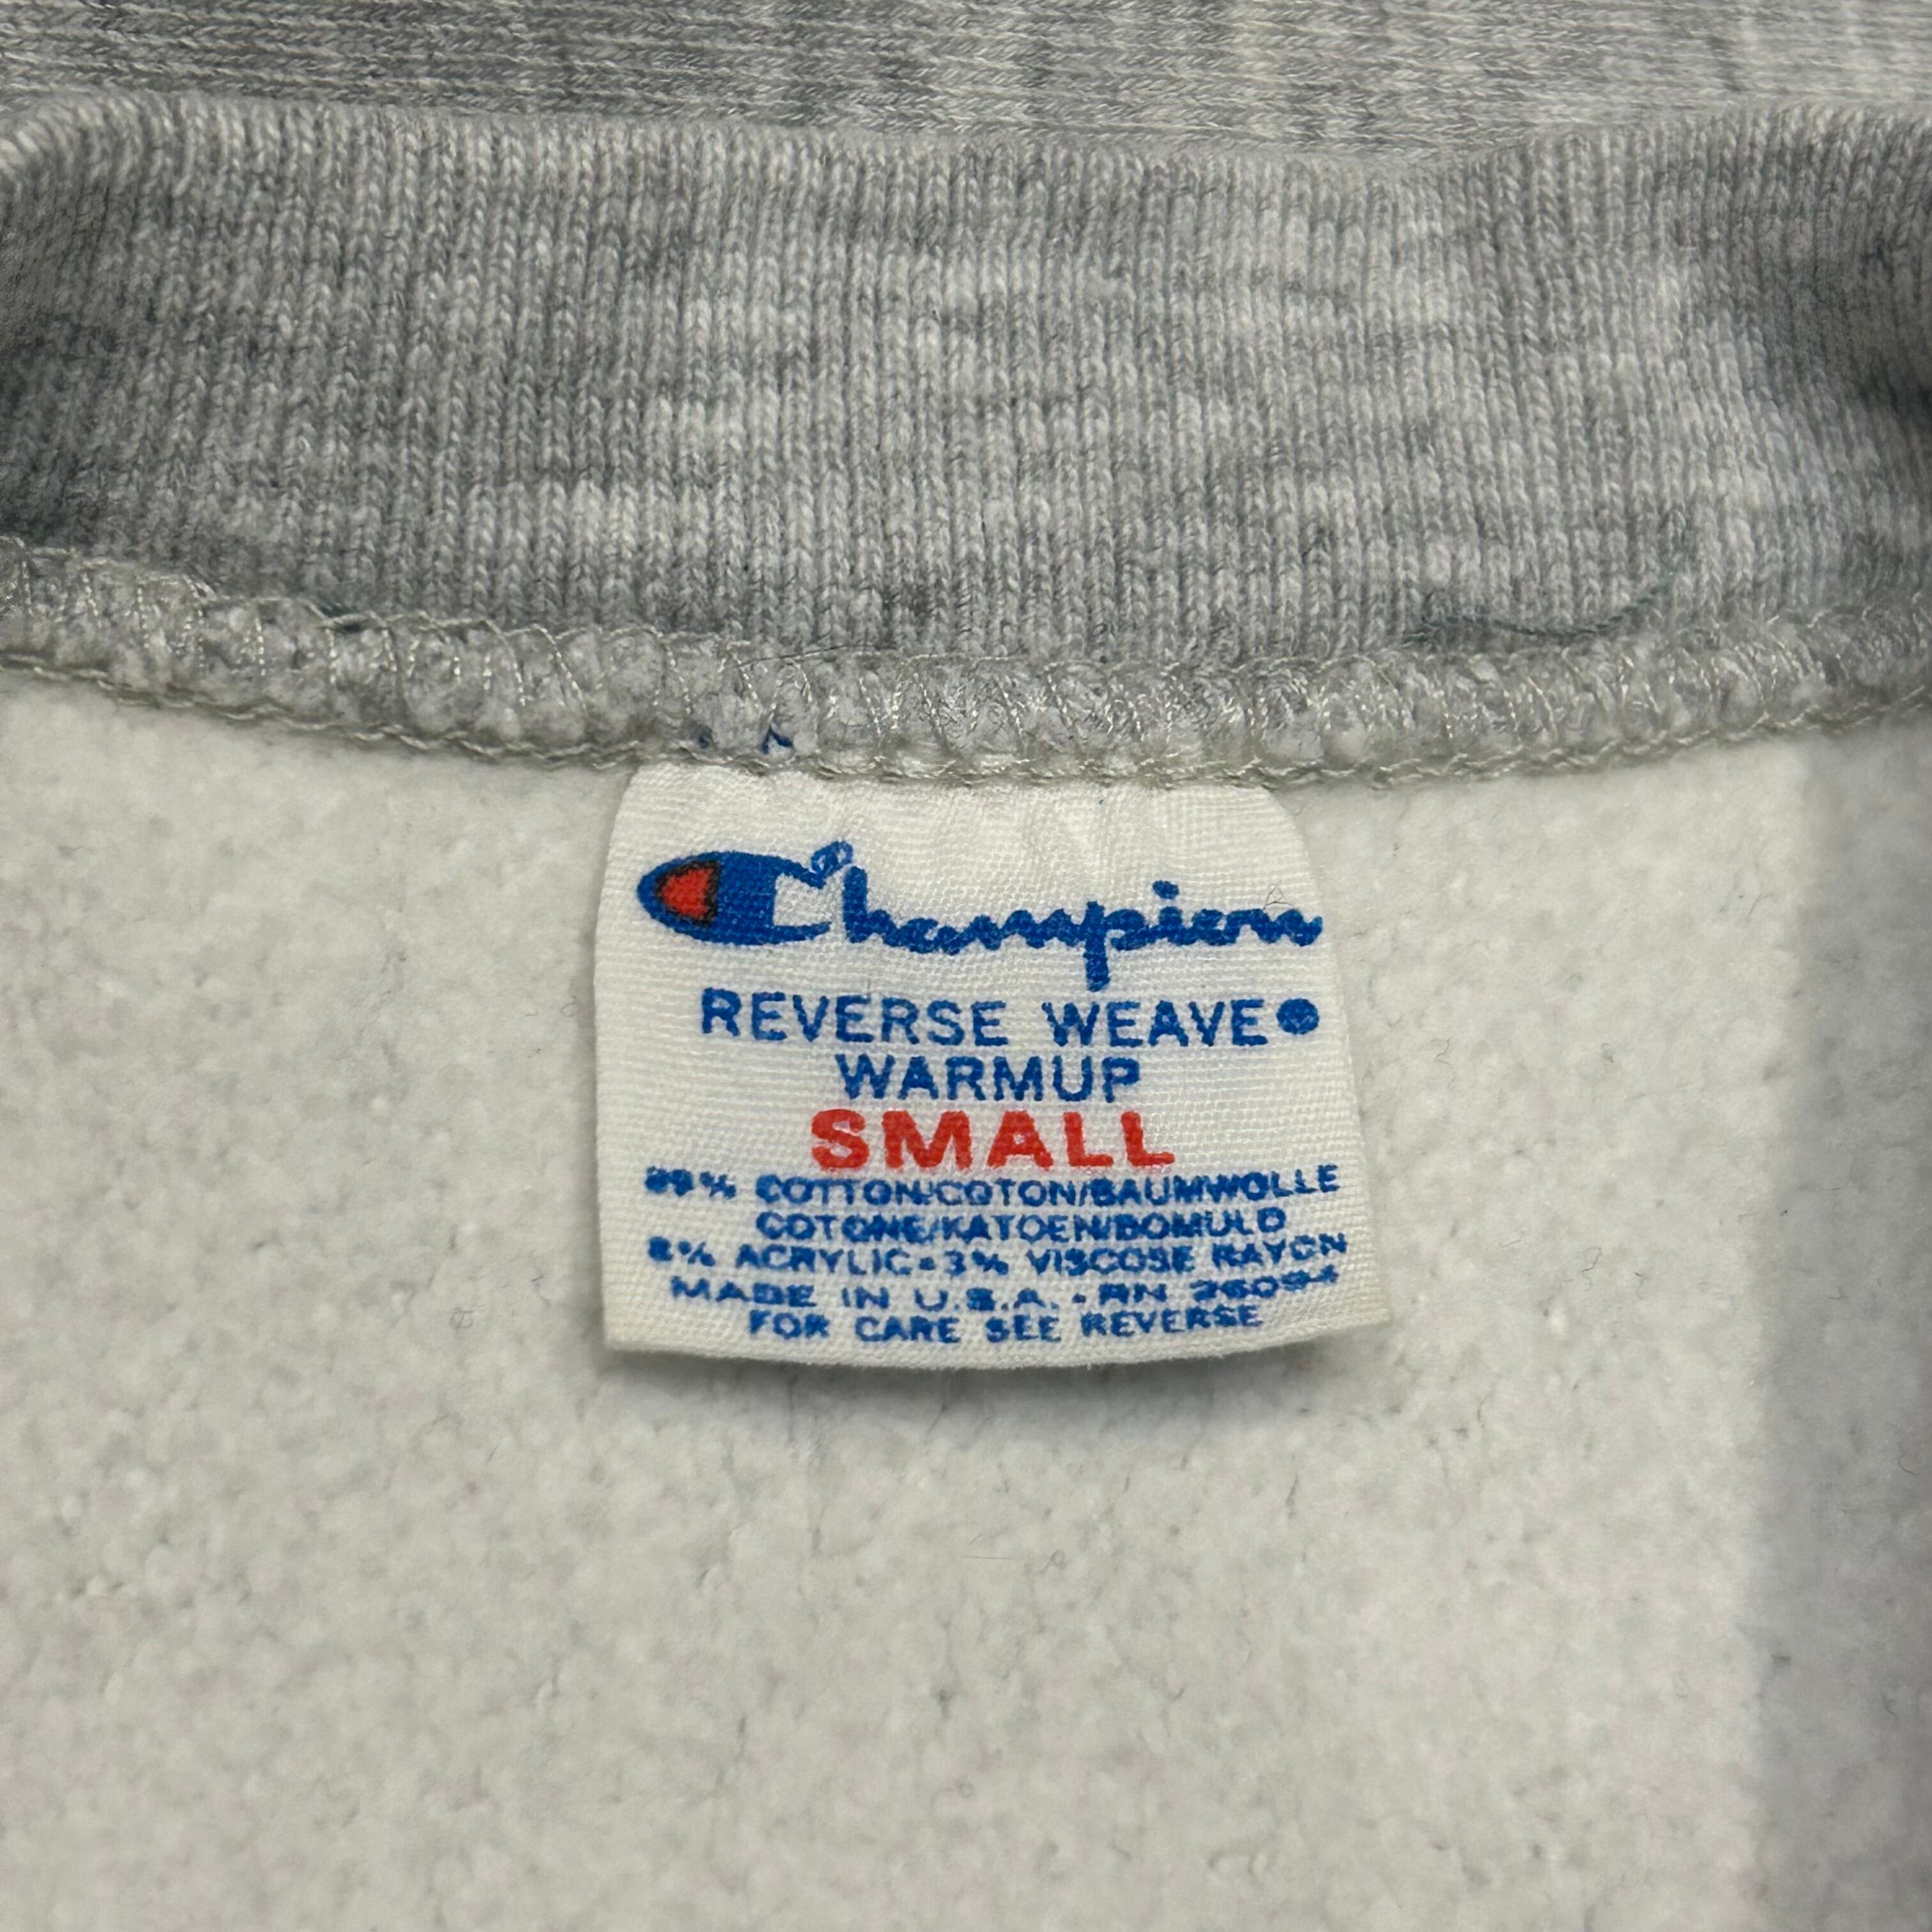 Champion
REVERSE WEAVE®
WARMUP
SMALL
89% COTTON/COTON/BAUMWOLLE
COTONE/KATOEN/BOMULD
8% ACRYLIC•3% VISCOSE RAYON
MADE IN U.S.A. • RN 26094
FOR CARE SEE REVERSE